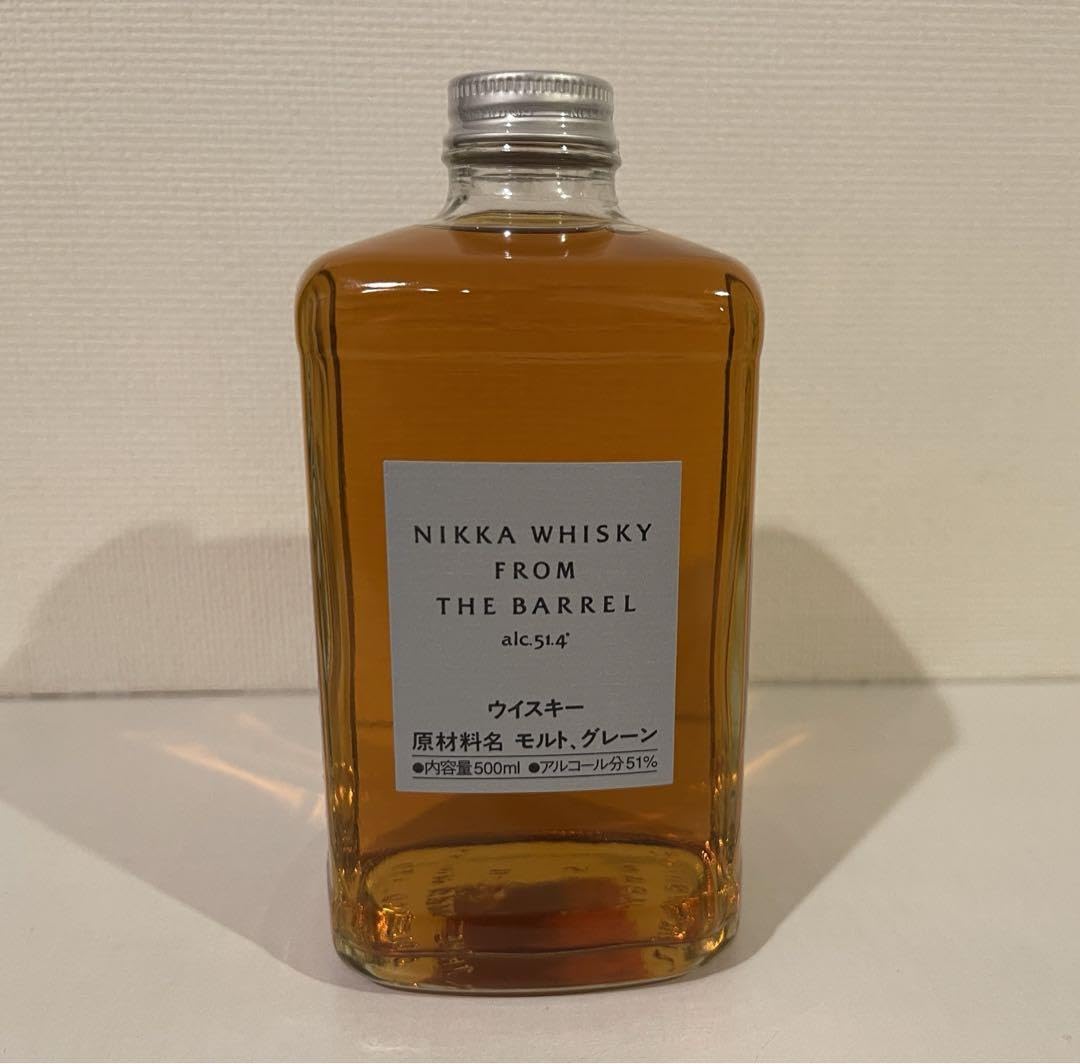 NIKKA WHISKY
FROM
THE BARREL
alc.51.4°
ウイスキー
原材料名 モルト、グレーン
●内容量500ml ●アルコール分51%